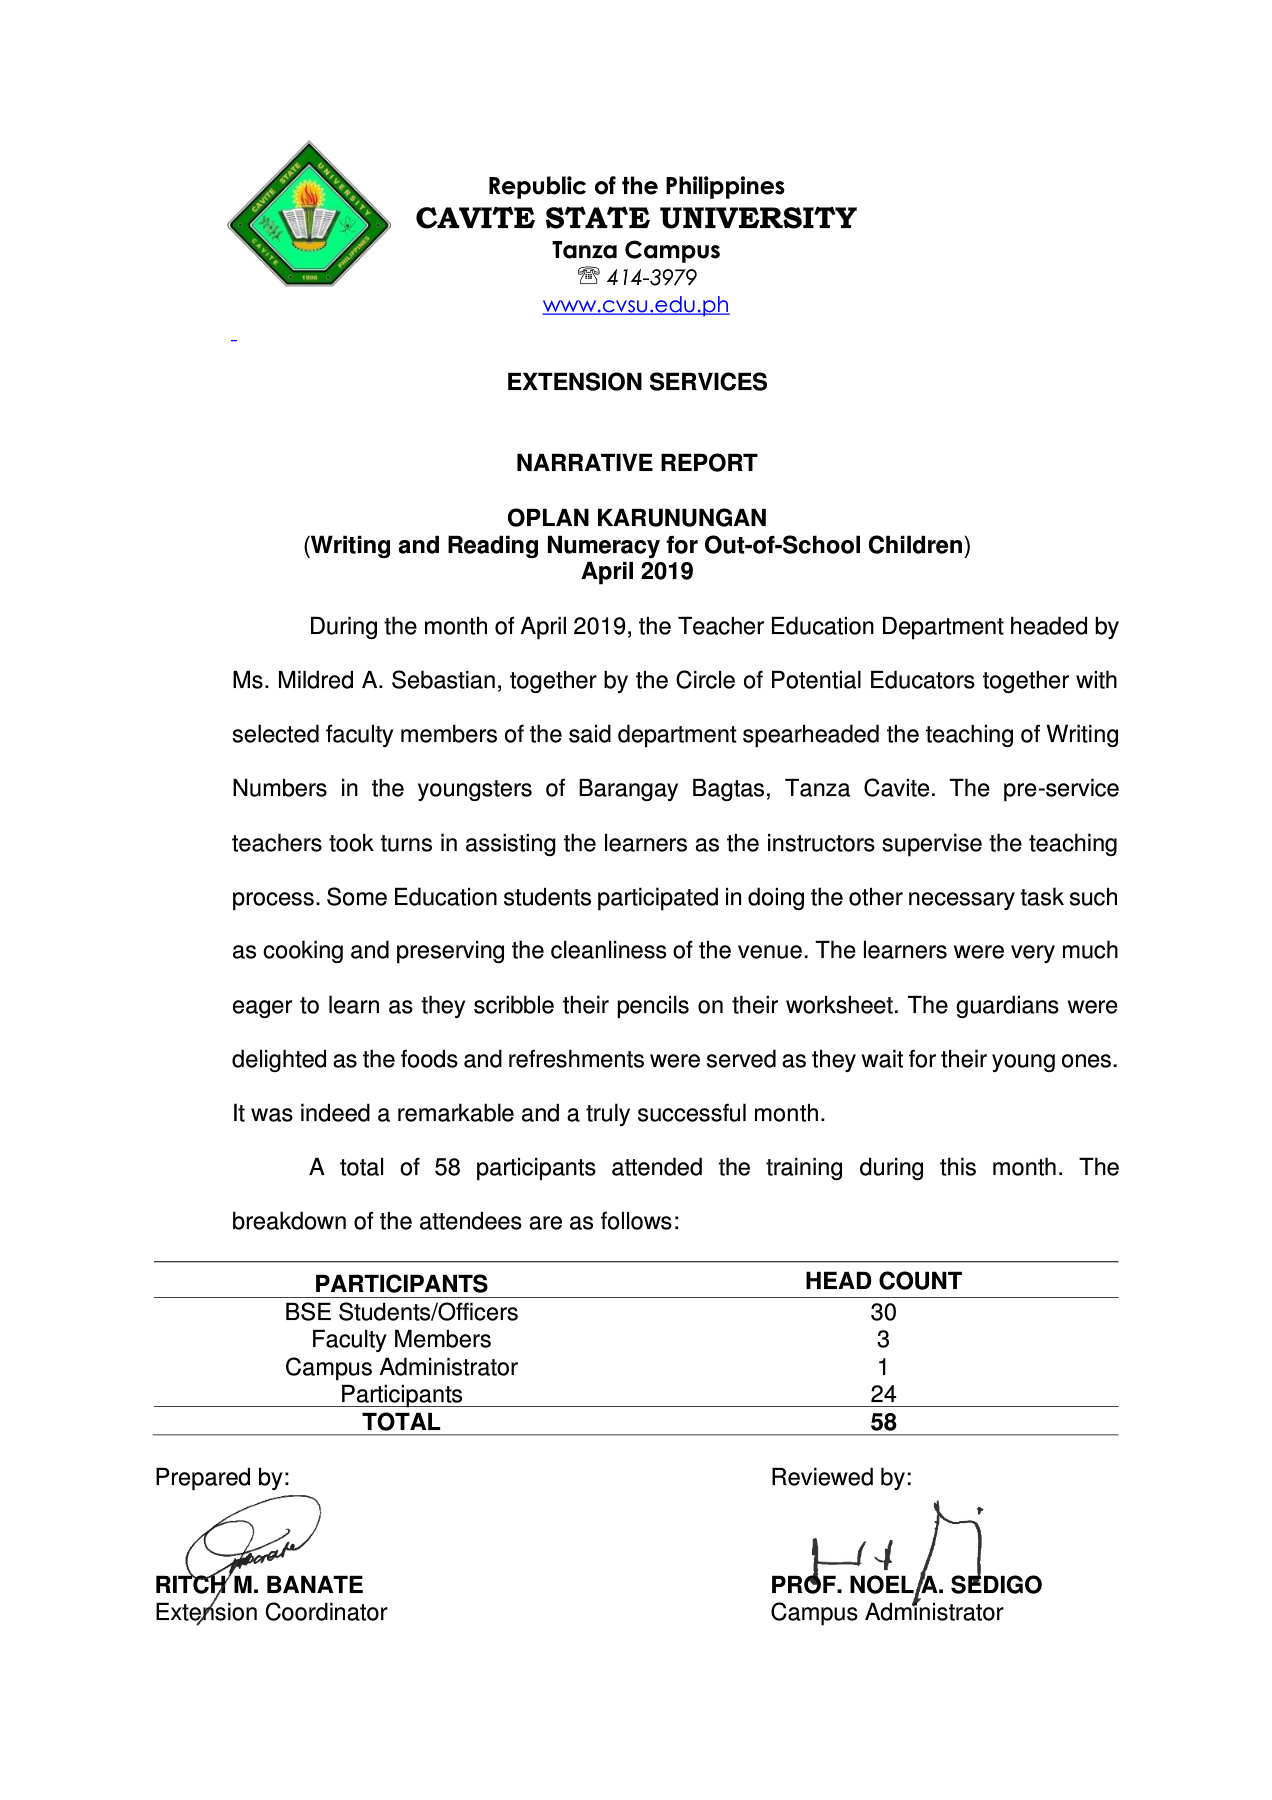 CAVITE STATE UNIVERSITY
CAVITE PHILIPPINES
1906
Republic of the Philippines
CAVITE STATE UNIVERSITY
Tanza Campus
☏ 414-3979
www.cvsu.edu.ph
EXTENSION SERVICES
NARRATIVE REPORT
OPLAN KARUNUNGAN
(Writing and Reading Numeracy for Out-of-School Children)
April 2019
During the month of April 2019, the Teacher Education Department headed by
Ms. Mildred A. Sebastian, together by the Circle of Potential Educators together with
selected faculty members of the said department spearheaded the teaching of Writing
Numbers in the youngsters of Barangay Bagtas, Tanza Cavite. The pre-service
teachers took turns in assisting the learners as the instructors supervise the teaching
process. Some Education students participated in doing the other necessary task such
as cooking and preserving the cleanliness of the venue. The learners were very much
eager to learn as they scribble their pencils on their worksheet. The guardians were
delighted as the foods and refreshments were served as they wait for their young ones.
It was indeed a remarkable and a truly successful month.
A total of 58 participants attended the training during this month. The
breakdown of the attendees are as follows:
PARTICIPANTS HEAD COUNT
BSE Students/Officers 30
Faculty Members 3
Campus Administrator 1
Participants 24
TOTAL 58
Prepared by: Reviewed by:
RITCH M. BANATE PROF. NOEL A. SEDIGO
Extension Coordinator Campus Administrator